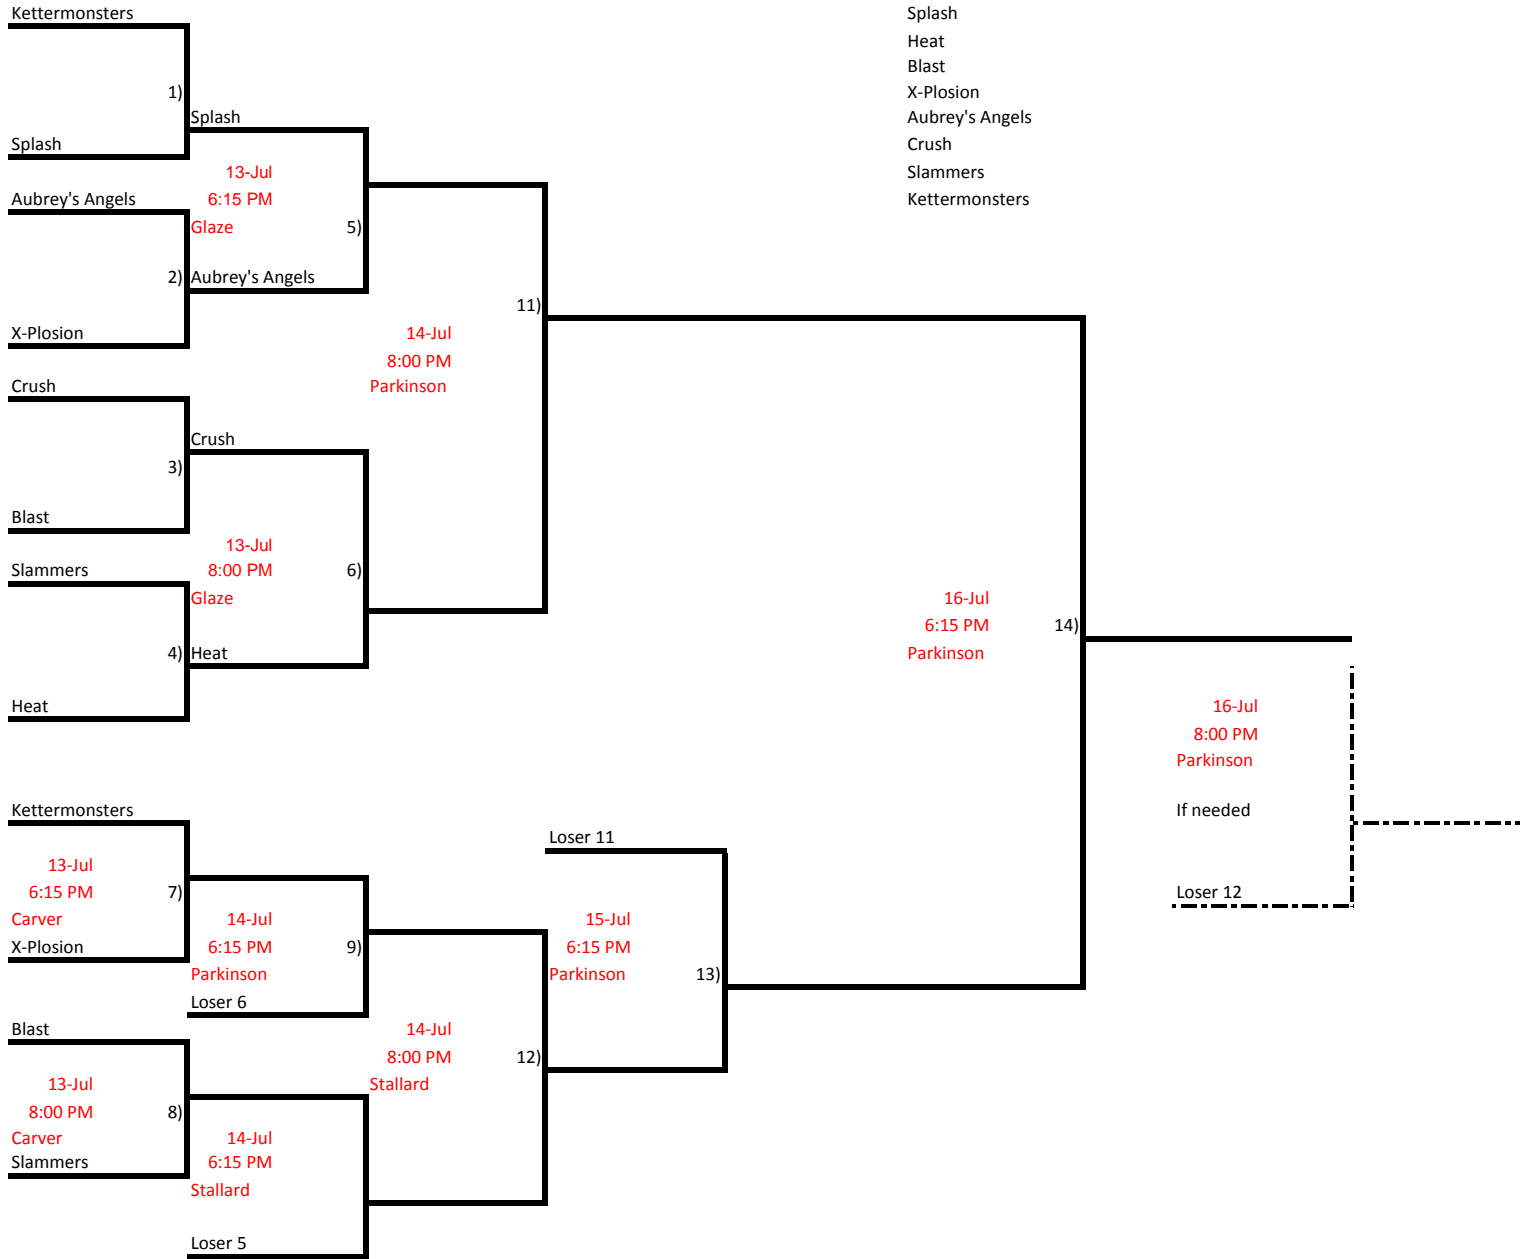 Kettermonsters
Splash
Heat
Blast
1)
X-Plosion
Splash
Aubrey's Angels
Splash
Crush
13-Jul
Slammers
Aubrey's Angels
6:15 PM
Kettermonsters
Glaze
5)
2)
Aubrey's Angels
11)
X-Plosion
14-Jul
8:00 PM
Crush
Parkinson
Crush
3)
Blast
13-Jul
Slammers
8:00 PM
6)
Glaze
16-Jul
6:15 PM
14)
4)
Heat
Parkinson
Heat
16-Jul
8:00 PM
Parkinson
Kettermonsters
If needed
Loser 11
13-Jul
6:15 PM
7)
Loser 12
Carver
14-Jul
15-Jul
X-Plosion
6:15 PM
9)
6:15 PM
Parkinson
Parkinson
13)
Loser 6
Blast
14-Jul
8:00 PM
12)
13-Jul
Stallard
8:00 PM
8)
Carver
14-Jul
Slammers
6:15 PM
Stallard
Loser 5